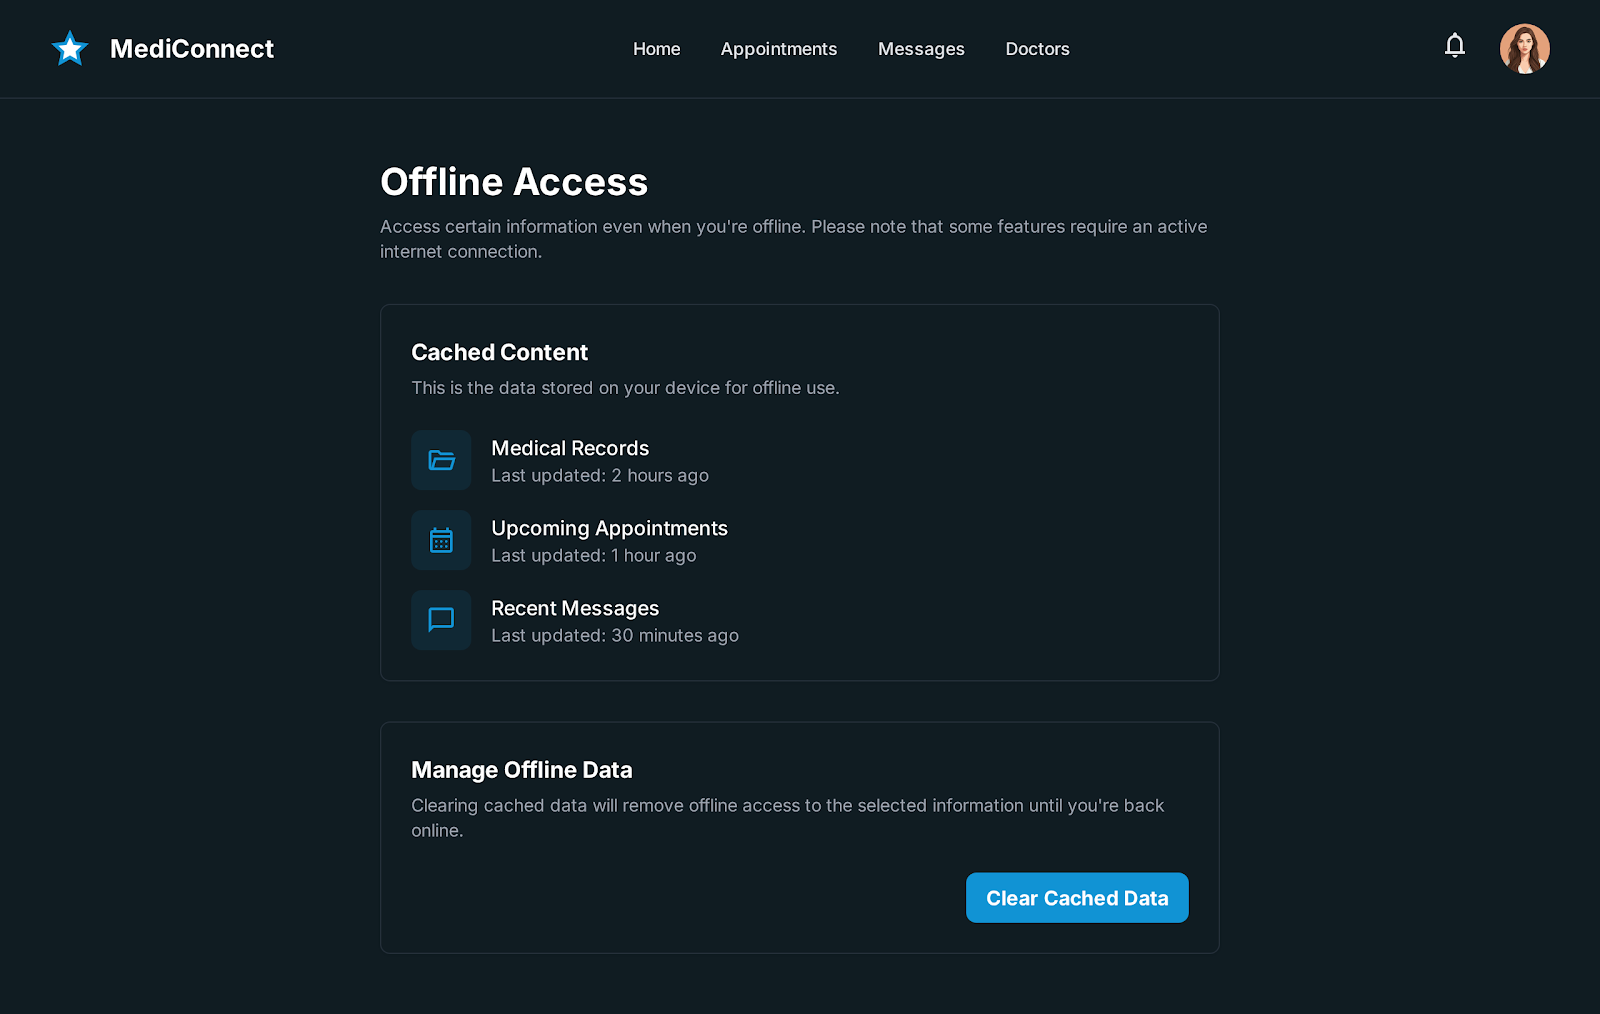 MediConnect
Home
Appointments
Messages
Doctors
Offline Access
Access certain information even when you're offline. Please note that some features require an active
internet connection.
Cached Content
This is the data stored on your device for offline use.
Medical Records
Last updated: 2 hours ago
Upcoming Appointments
Last updated: 1 hour ago
Recent Messages
Last updated: 30 minutes ago
Manage Offline Data
Clearing cached data will remove offline access to the selected information until you're back
online.
Clear Cached Data